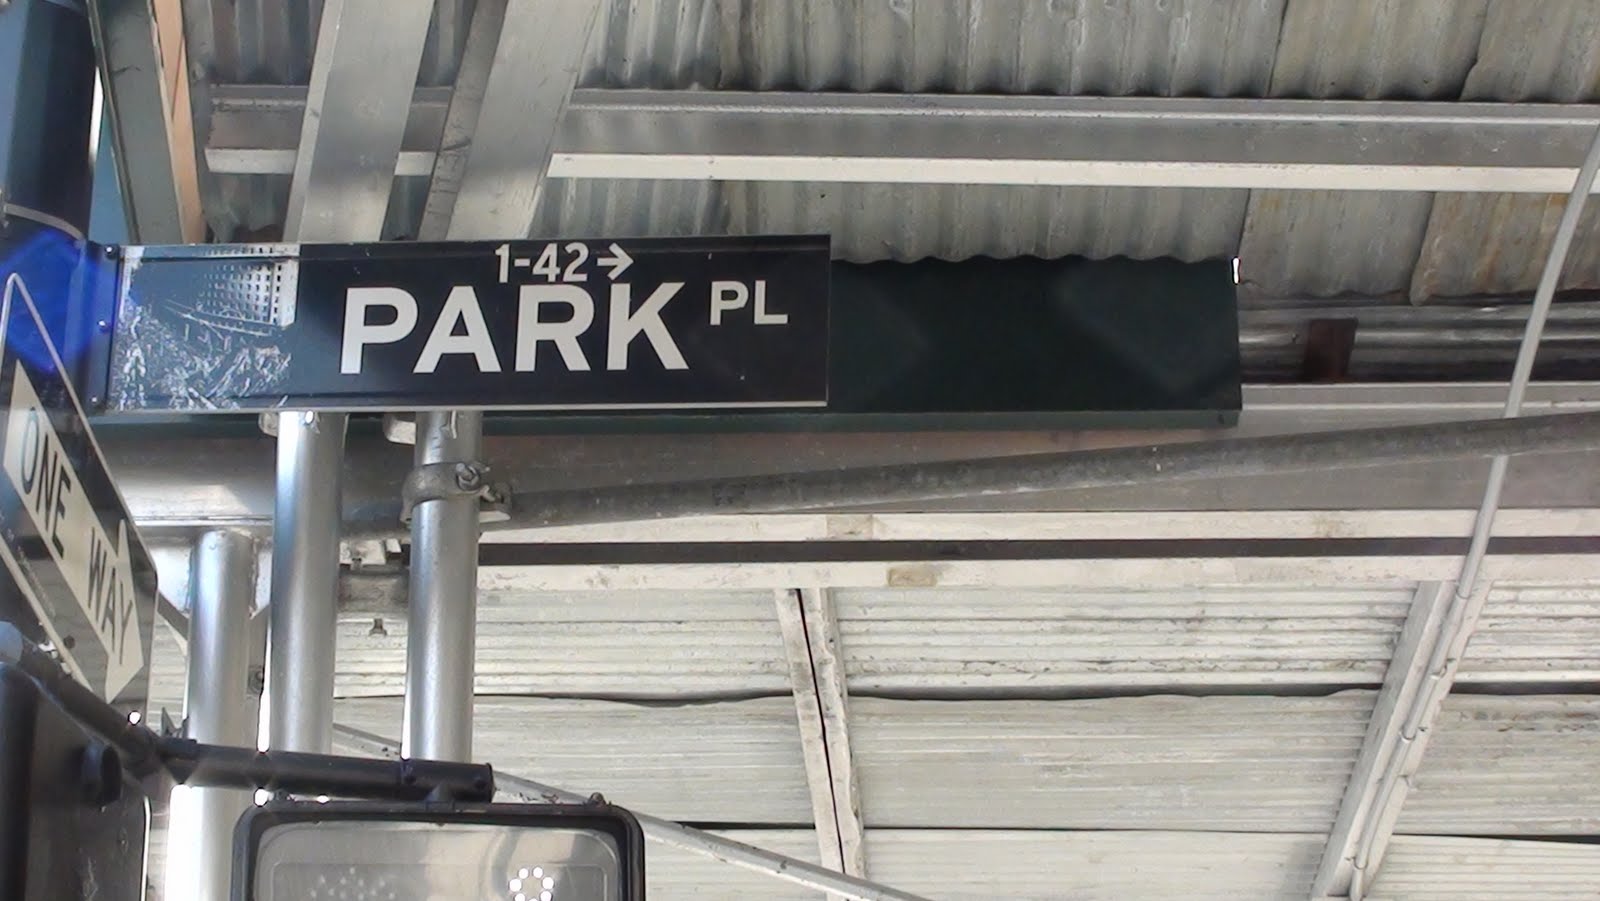 1-42→
PARK PL
ONE WAY